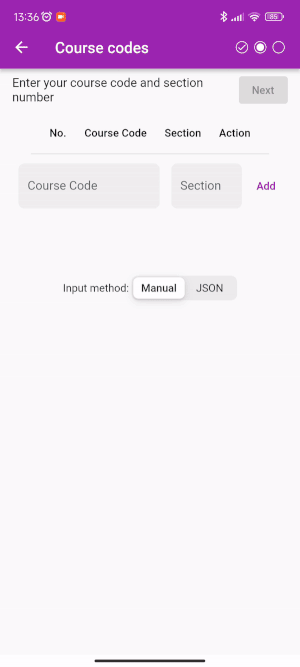 13:36
85
Course codes
Enter your course code and section
number
Next
No. Course Code Section Action
Course Code Section Add
Input method: Manual JSON